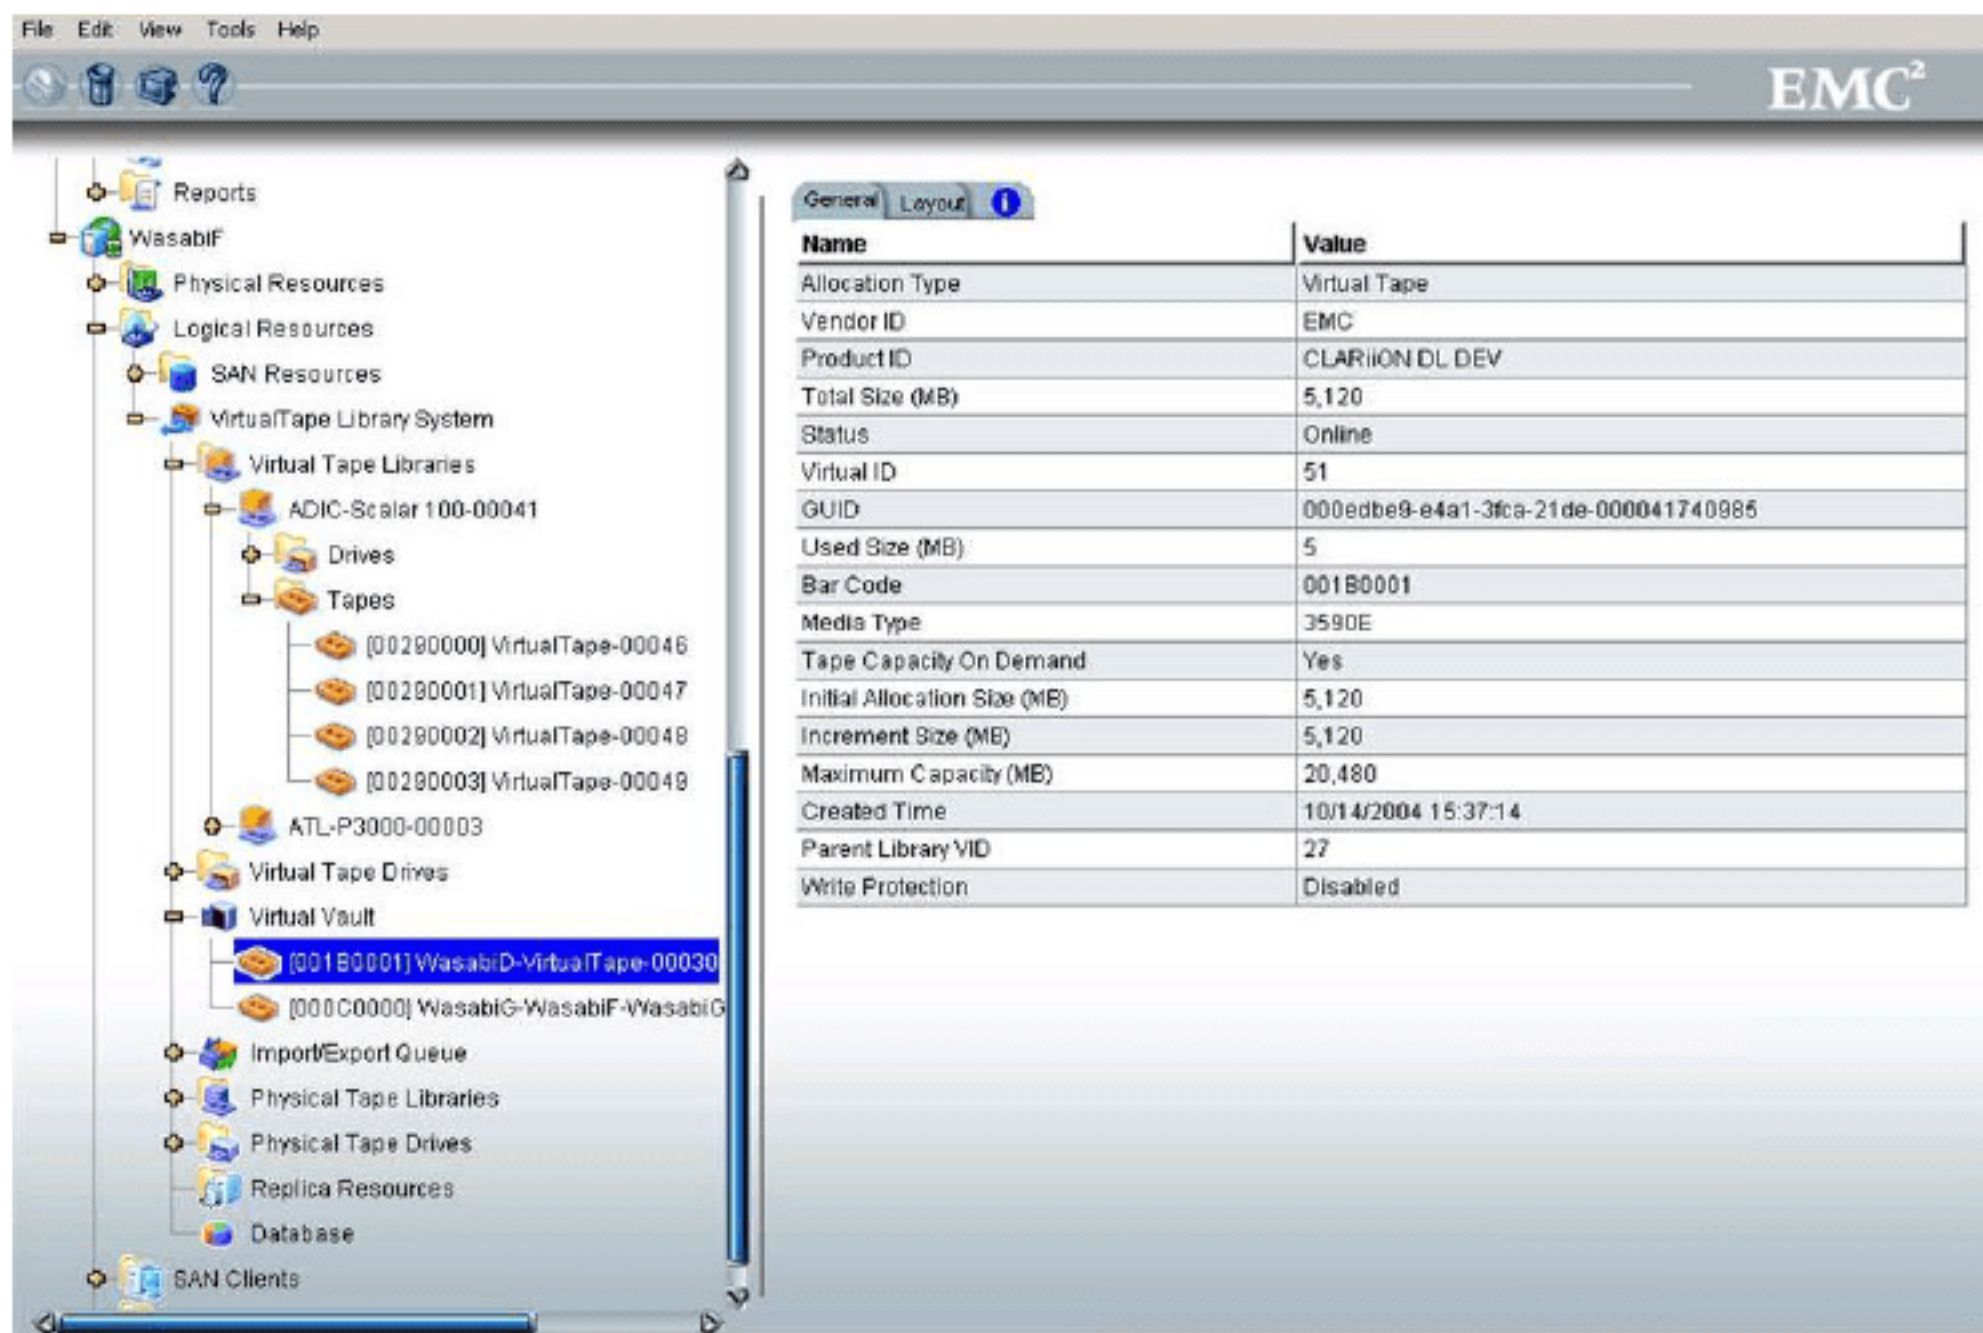 File Edit View Tools Help
EMC²
Reports
WasabiF
Physical Resources
Logical Resources
SAN Resources
VirtualTape Library System
Virtual Tape Libraries
ADIC-Scalar 100-00041
Drives
Tapes
[00290000] VirtualTape-00046
[00290001] VirtualTape-00047
[00290002] VirtualTape-00048
[00290003] VirtualTape-00049
ATL-P3000-00003
Virtual Tape Drives
Virtual Vault
[001B0001] WasabiD-VirtualTape-00030
[000C0000] WasabiG-WasabiF-WasabiG
Import/Export Queue
Physical Tape Libraries
Physical Tape Drives
Replica Resources
Database
SAN Clients
General Layout
Name Value
Allocation Type Virtual Tape
Vendor ID EMC
Product ID CLARiiON DL DEV
Total Size (MB) 5,120
Status Online
Virtual ID 51
GUID 000edbe9-e4a1-3fca-21de-000041740985
Used Size (MB) 5
Bar Code 001B0001
Media Type 3590E
Tape Capacity On Demand Yes
Initial Allocation Size (MB) 5,120
Increment Size (MB) 5,120
Maximum Capacity (MB) 20,480
Created Time 10/14/2004 15:37:14
Parent Library VID 27
Write Protection Disabled